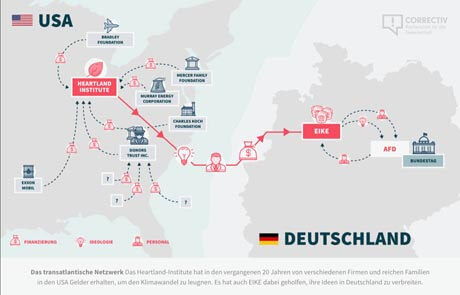 USA
CORRECTIV
Recherchen für die
Gesellschaft
BRADLEY
FOUNDATION
HEARTLAND
INSTITUTE
MERCER FAMILY
FOUNDATION
MURRAY ENERGY
CORPORATION
CHARLES KOCH
FOUNDATION
DONORS
TRUST INC.
EXXON
MOBIL
?
?
?
EIKE
AFD
BUNDESTAG
FINANZIERUNG
IDEOLOGIE
PERSONAL
DEUTSCHLAND
Das transatlantische Netzwerk Das Heartland-Institute hat in den vergangenen 20 Jahren von verschiedenen Firmen und reichen Familien
in den USA Gelder erhalten, um den Klimawandel zu leugnen. Es hat auch EIKE dabei geholfen, ihre Ideen in Deutschland zu verbreiten.